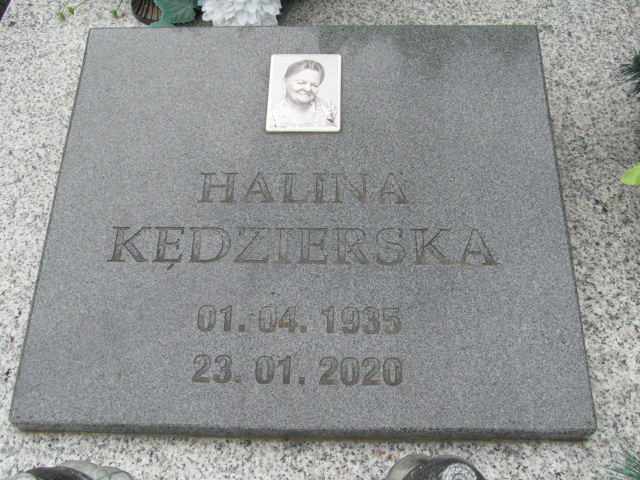 HALINA
KĘDZIERSKA
01. 04. 1935
23. 01. 2020